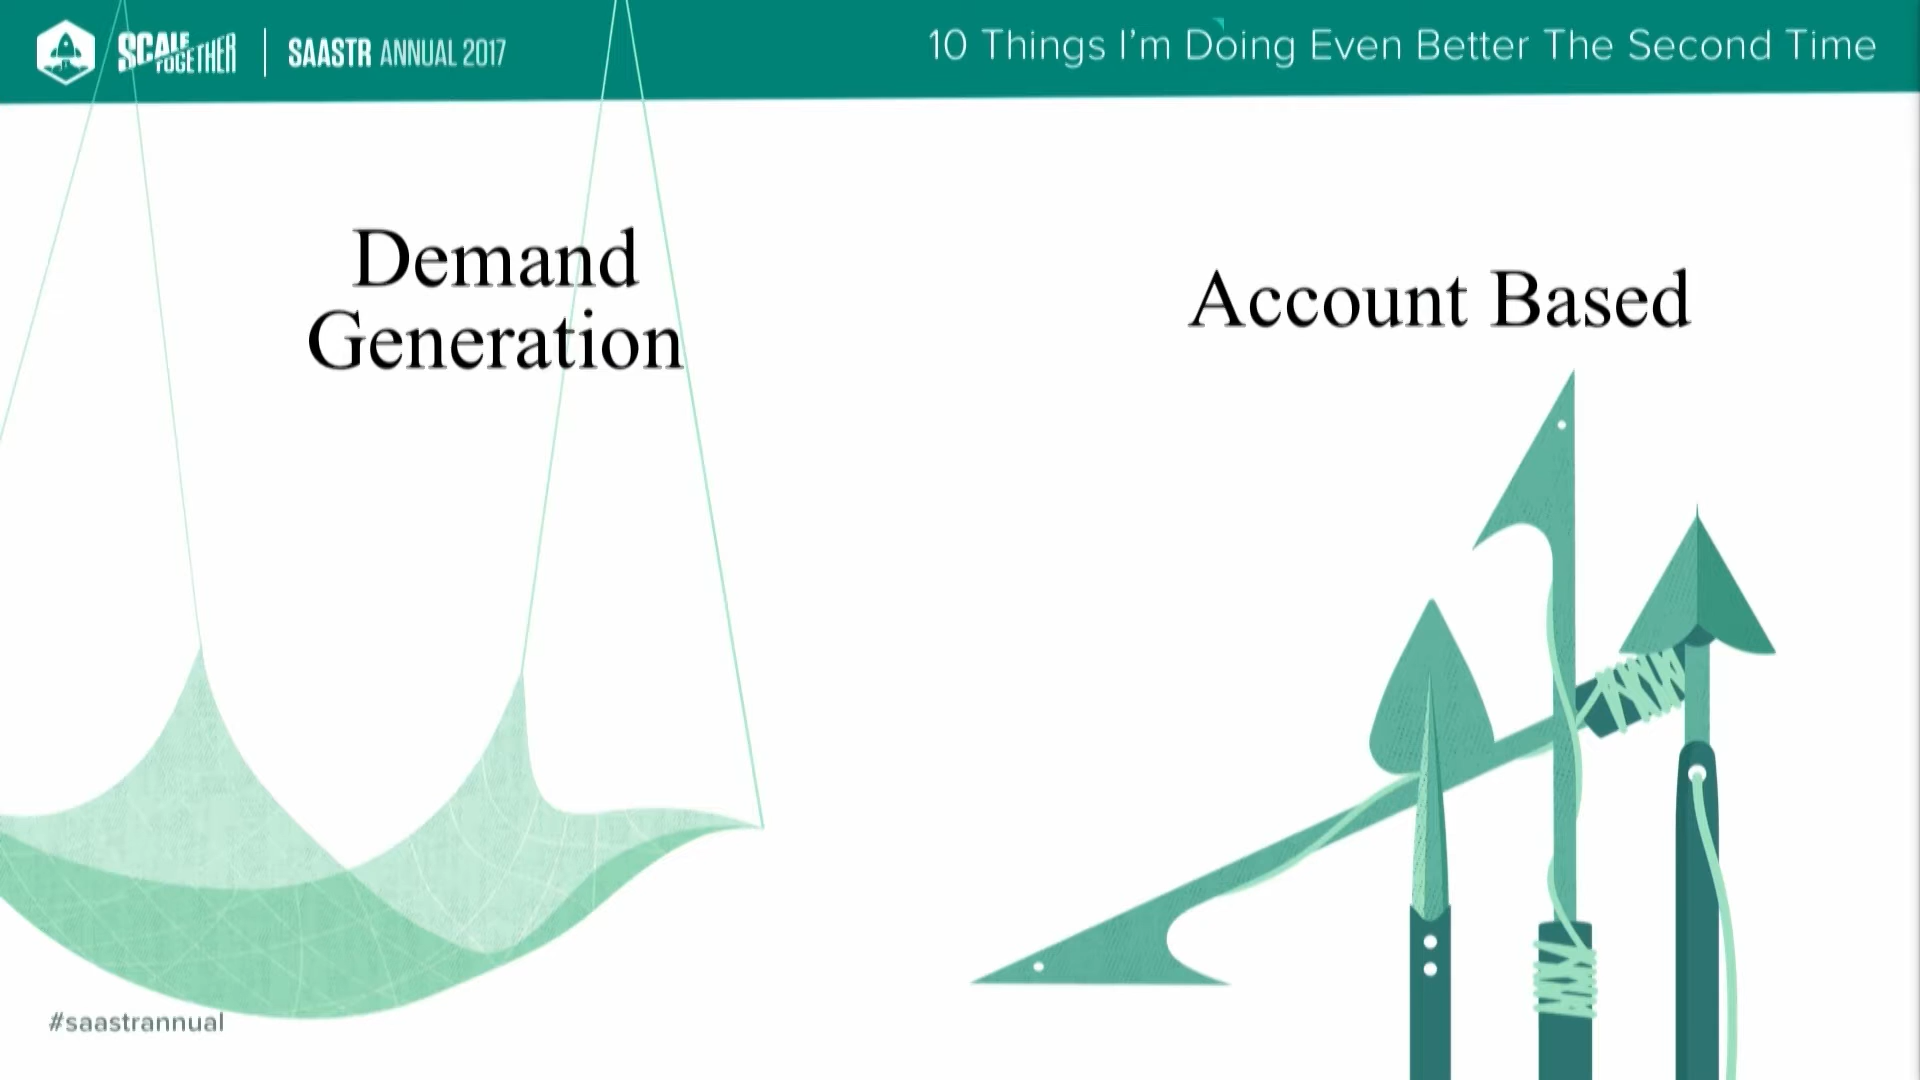 SCALE
TOGETHER
SAASTR ANNUAL 2017
10 Things I'm Doing Even Better The Second Time
Demand
Generation
Account Based
#saastrannual